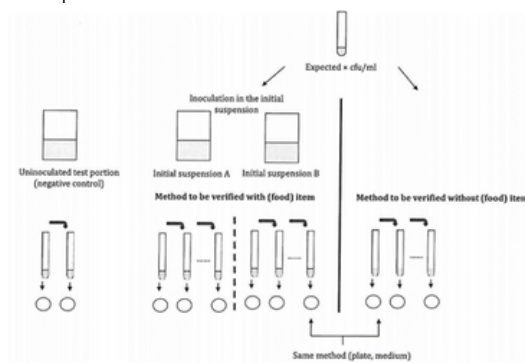 Expected × cfu/ml
Inoculation in the initial
suspension
Uninoculated test portion
(negative control)
Initial suspension A
Initial suspension B
Method to be verified with (food) item
Method to be verified without (food) item
Same method (plate, medium)